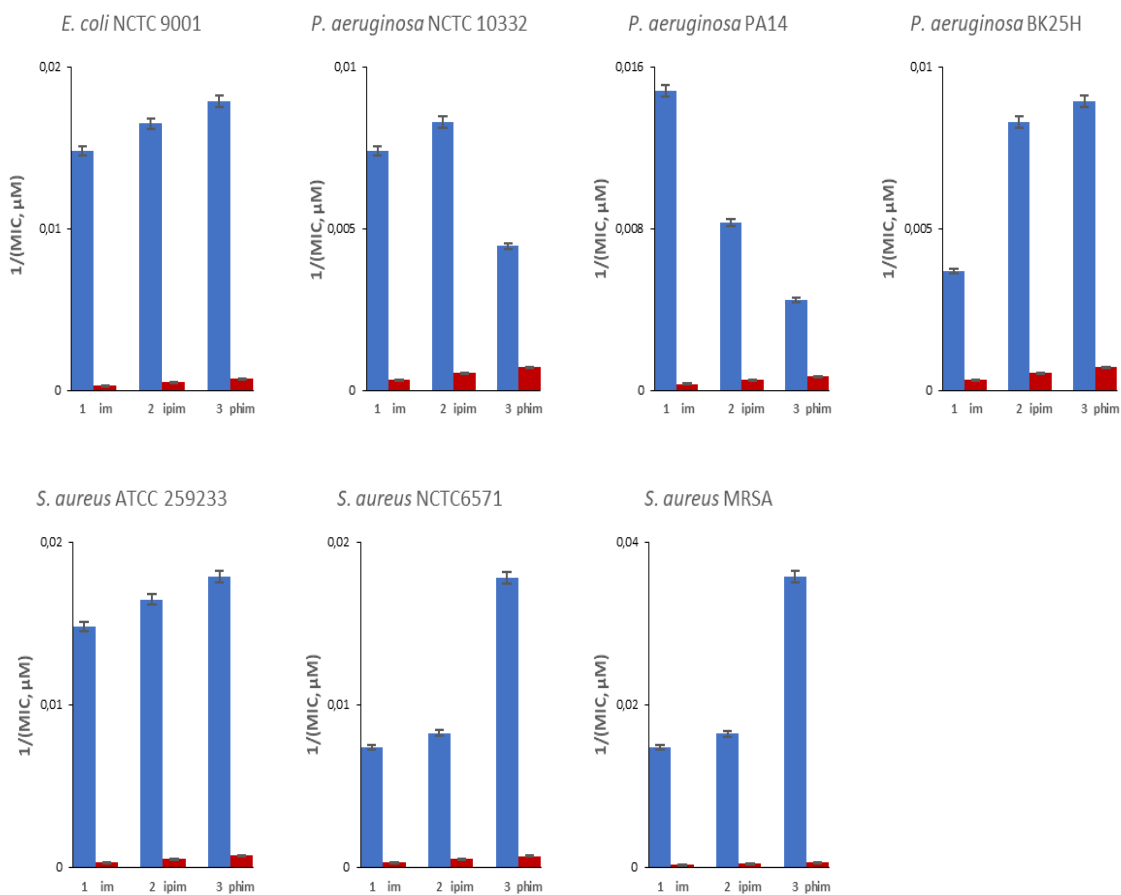 E. coli NCTC 9001
0,02
0,01
0
1/(MIC, μM)
1 im 2 ipim 3 phim
P. aeruginosa NCTC 10332
0,01
0,005
0
1/(MIC, μM)
1 im 2 ipim 3 phim
P. aeruginosa PA14
0,016
0,008
0
1/(MIC, μM)
1 im 2 ipim 3 phim
P. aeruginosa BK25H
0,01
0,005
0
1/(MIC, μM)
1 im 2 ipim 3 phim
S. aureus ATCC 259233
0,02
0,01
0
1/(MIC, μM)
1 im 2 ipim 3 phim
S. aureus NCTC6571
0,02
0,01
0
1/(MIC, μM)
1 im 2 ipim 3 phim
S. aureus MRSA
0,04
0,02
0
1/(MIC, μM)
1 im 2 ipim 3 phim